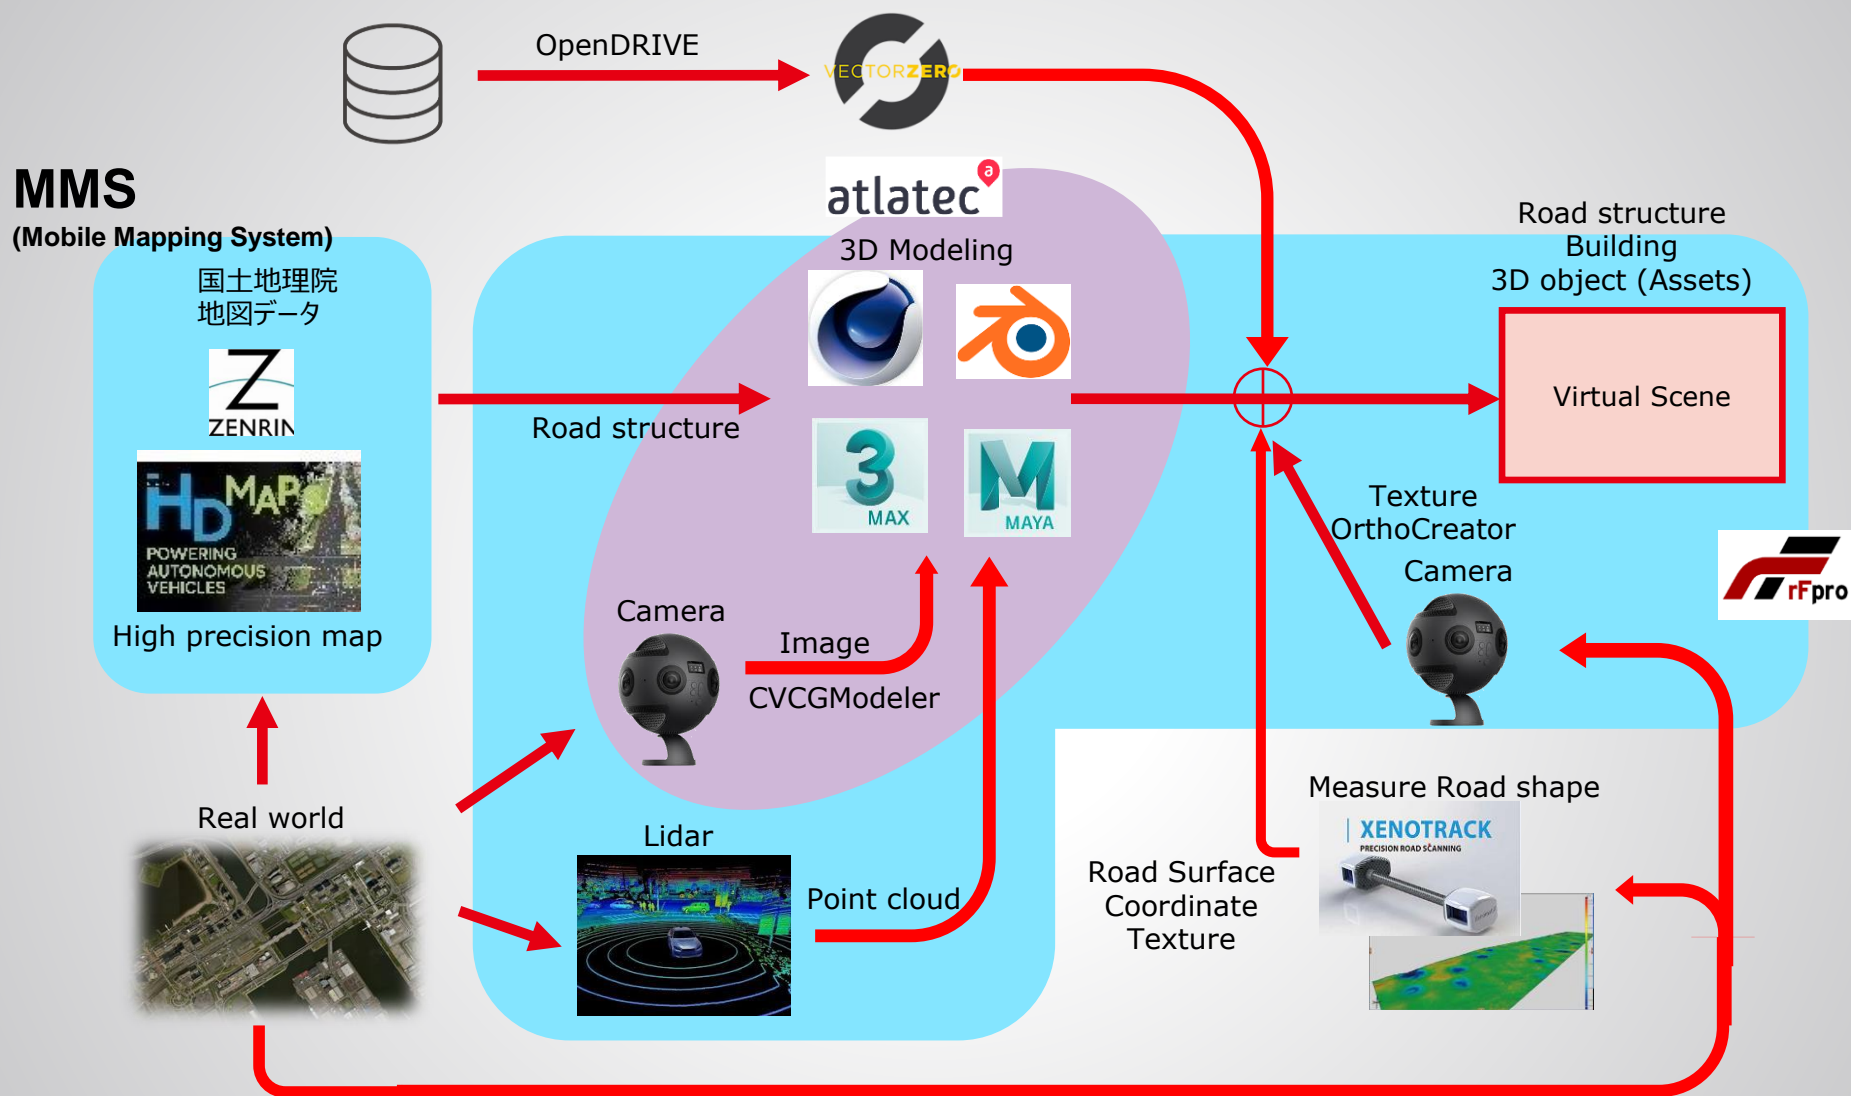 OpenDRIVE
VECTORZERO
MMS
(Mobile Mapping System)
国土地理院
地図データ
ZENRIN
HD MAP
POWERING
AUTONOMOUS
VEHICLES
High precision map
Real world
atlatec
a
3D Modeling
Road structure
3
MAX
M
MAYA
Camera
Image
CVCGModeler
Lidar
Point cloud
Road structure
Building
3D object (Assets)
Virtual Scene
Texture
OrthoCreator
Camera
rFpro
Measure Road shape
XENOTRACK
PRECISION ROAD SCANNING
Road Surface
Coordinate
Texture